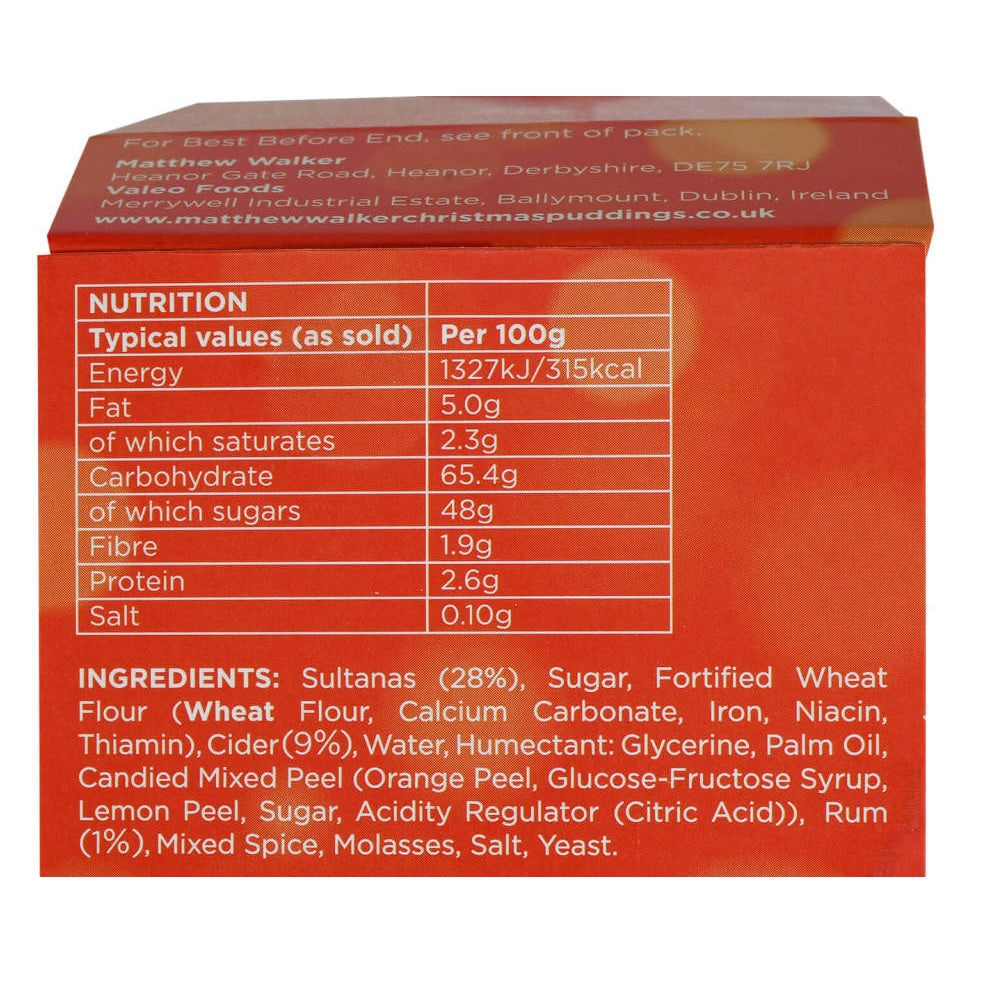 For Best Before End, see front of pack.
Matthew Walker
Heanor Gate Road, Heanor, Derbyshire, DE75 7RJ
Valeo Foods
Merrywell Industrial Estate, Ballymount, Dublin, Ireland
www.matthewwalkerchristmaspuddings.co.uk
NUTRITION
Typical values (as sold) Per 100g
Energy 1327kJ/315kcal
Fat 5.0g
of which saturates 2.3g
Carbohydrate 65.4g
of which sugars 48g
Fibre 1.9g
Protein 2.6g
Salt 0.10g
INGREDIENTS: Sultanas (28%), Sugar, Fortified Wheat
Flour (Wheat Flour, Calcium Carbonate, Iron, Niacin,
Thiamin), Cider (9%), Water, Humectant: Glycerine, Palm Oil,
Candied Mixed Peel (Orange Peel, Glucose-Fructose Syrup,
Lemon Peel, Sugar, Acidity Regulator (Citric Acid)), Rum
(1%), Mixed Spice, Molasses, Salt, Yeast.